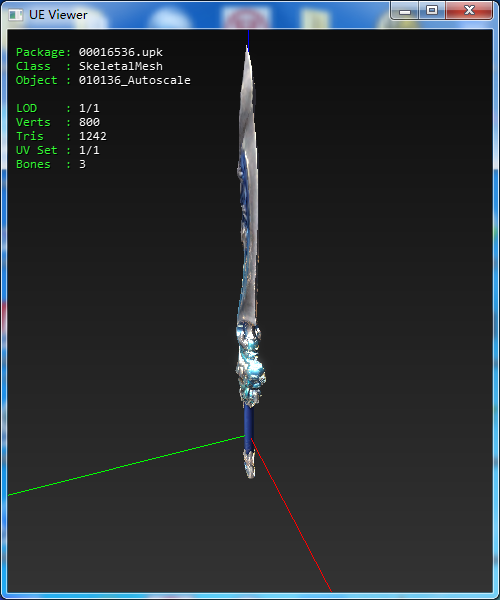 UE Viewer
Package: 00016536.upk
Class  : SkeletalMesh
Object : 010136_Autoscale
LOD    : 1/1
Verts  : 800
Tris   : 1242
UV Set : 1/1
Bones  : 3